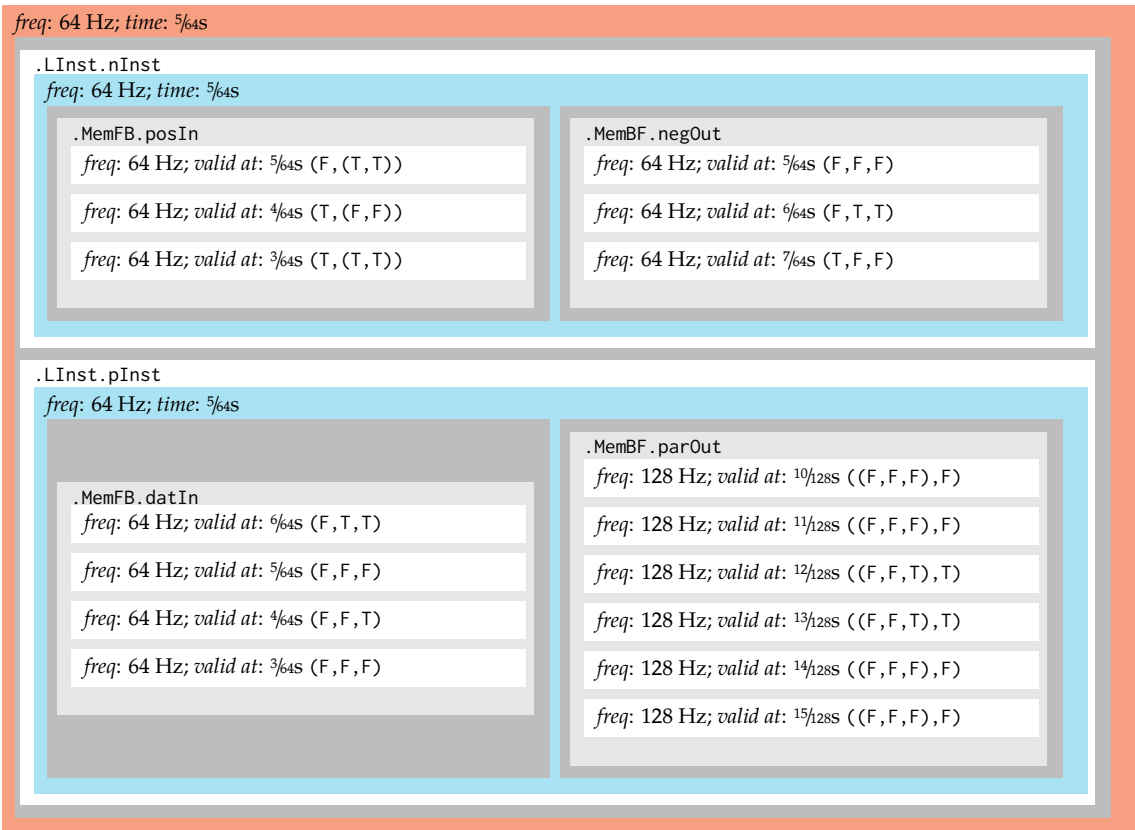 freq: 64 Hz; time: 5/64s
.LInst.nInst
freq: 64 Hz; time: 5/64s
.MemFB.posIn
freq: 64 Hz; valid at: 5/64s (F,(T,T))
freq: 64 Hz; valid at: 4/64s (T,(F,F))
freq: 64 Hz; valid at: 3/64s (T,(T,T))
.MemBF.negOut
freq: 64 Hz; valid at: 5/64s (F,F,F)
freq: 64 Hz; valid at: 6/64s (F,T,T)
freq: 64 Hz; valid at: 7/64s (T,F,F)
.LInst.pInst
freq: 64 Hz; time: 5/64s
.MemFB.datIn
freq: 64 Hz; valid at: 6/64s (F,T,T)
freq: 64 Hz; valid at: 5/64s (F,F,F)
freq: 64 Hz; valid at: 4/64s (F,F,T)
freq: 64 Hz; valid at: 3/64s (F,F,F)
.MemBF.parOut
freq: 128 Hz; valid at: 10/128s ((F,F,F),F)
freq: 128 Hz; valid at: 11/128s ((F,F,F),F)
freq: 128 Hz; valid at: 12/128s ((F,F,T),T)
freq: 128 Hz; valid at: 13/128s ((F,F,T),T)
freq: 128 Hz; valid at: 14/128s ((F,F,F),F)
freq: 128 Hz; valid at: 15/128s ((F,F,F),F)